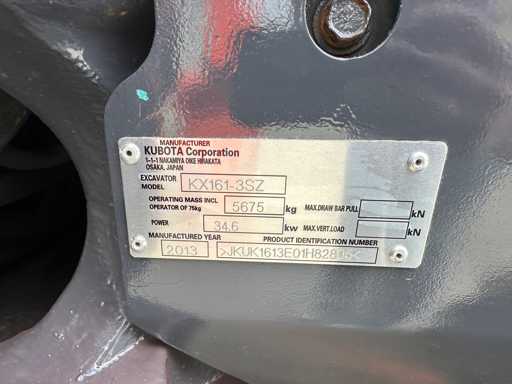 MANUFACTURER
KUBOTA Corporation
1-1-1 NAKAMIYA OIKE HIRAKATA
OSAKA, JAPAN
EXCAVATOR
MODEL KX161-3SZ
OPERATING MASS INCL
OPERATOR OF 75kg 5675 kg MAX.DRAW BAR PULL kN
POWER 34.6 kw MAX.VERT.LOAD kN
MANUFACTURED YEAR PRODUCT IDENTIFICATION NUMBER
2013